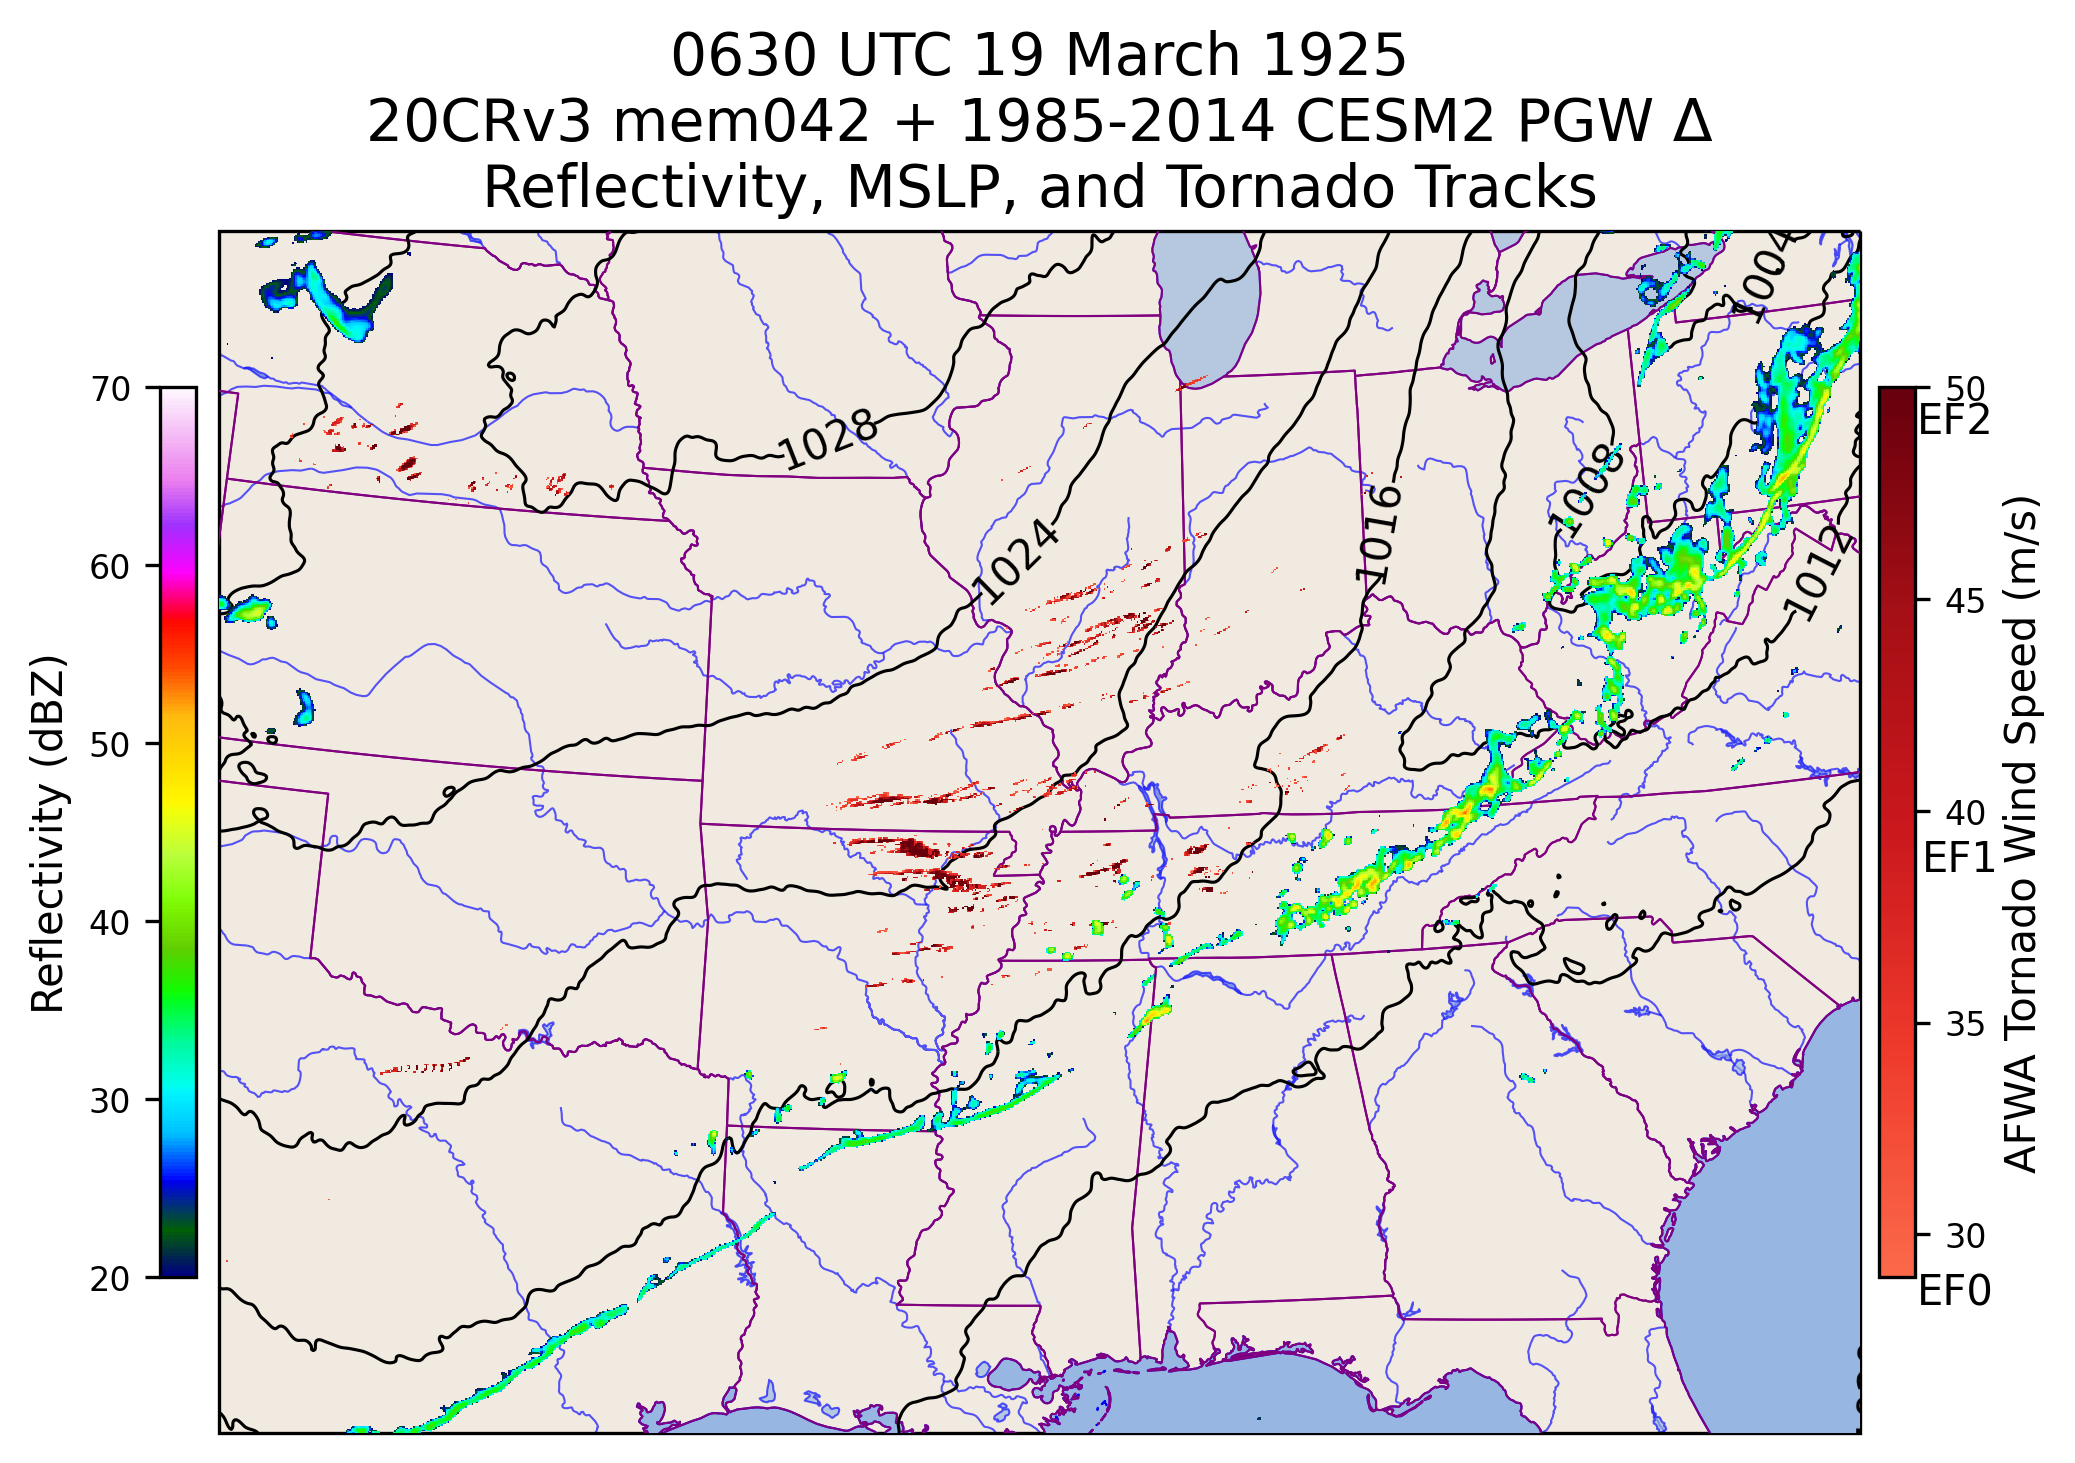 0630 UTC 19 March 1925
20CRv3 mem042 + 1985-2014 CESM2 PGW Δ
Reflectivity, MSLP, and Tornado Tracks
Reflectivity (dBZ)
70
60
50
40
30
20
1004
1028
1008
1024
1016
1012
50
EF2
45
40
EF1
35
30
EF0
AFWA Tornado Wind Speed (m/s)